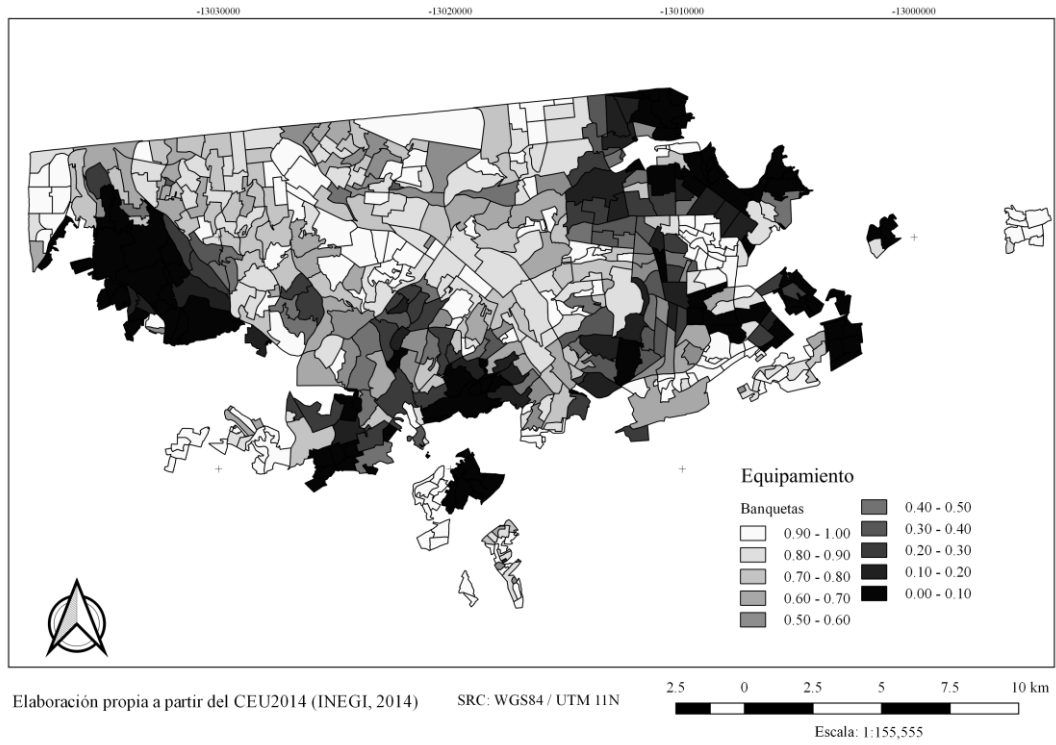 -13030000 -13020000 -13010000 -13000000
Equipamiento
Banquetas
0.90 - 1.00
0.80 - 0.90
0.70 - 0.80
0.60 - 0.70
0.50 - 0.60
0.40 - 0.50
0.30 - 0.40
0.20 - 0.30
0.10 - 0.20
0.00 - 0.10
Elaboración propia a partir del CEU2014 (INEGI, 2014)
SRC: WGS84 / UTM 11N
2.5 0 2.5 5 7.5 10 km
Escala: 1:155,555